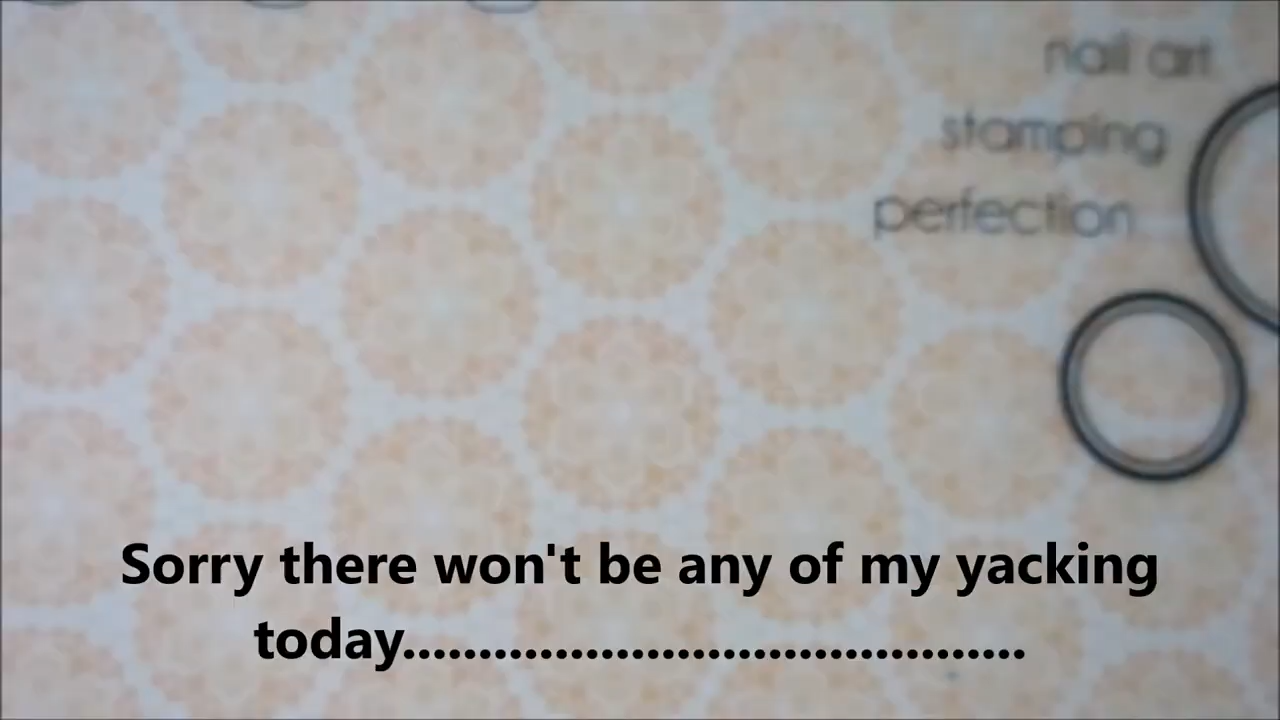 nail art
stamping
perfection
Sorry there won't be any of my yacking
today.........................................